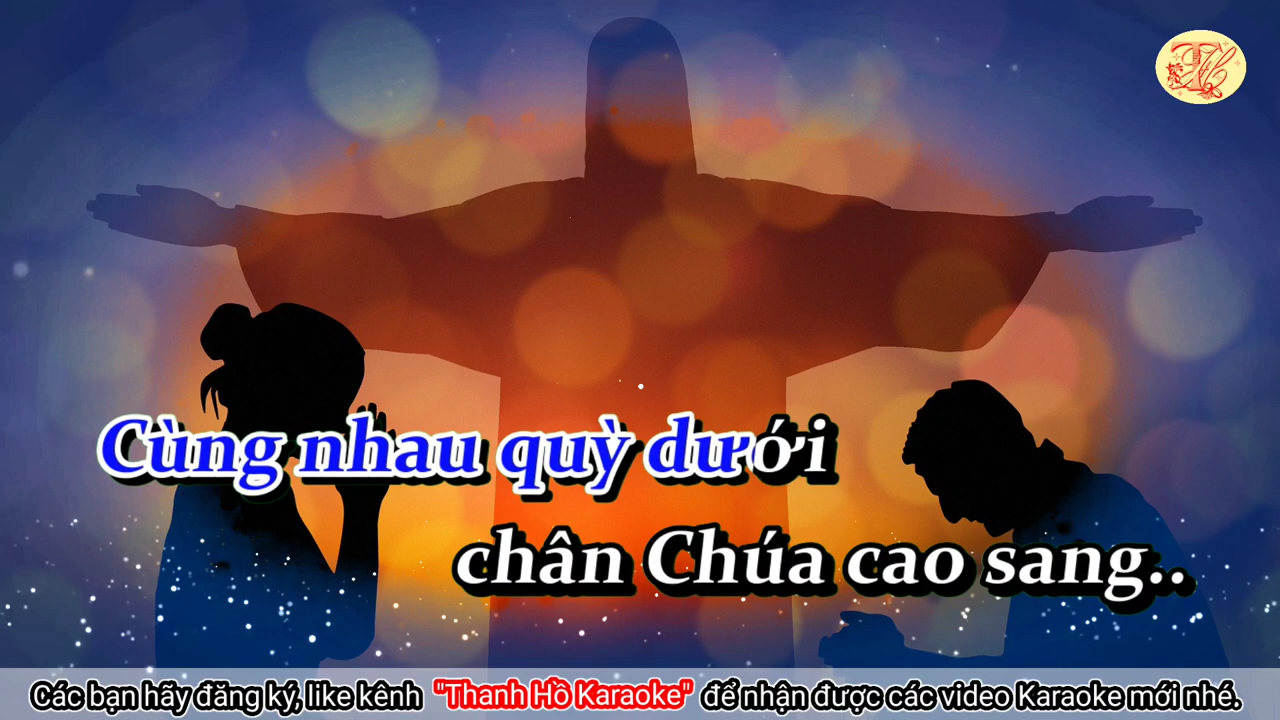 Cùng nhau quỳ dưới
chân Chúa cao sang..
Các bạn hãy đăng ký, like kênh "Thanh Hồ Karaoke" để nhận được các video Karaoke mới nhé.